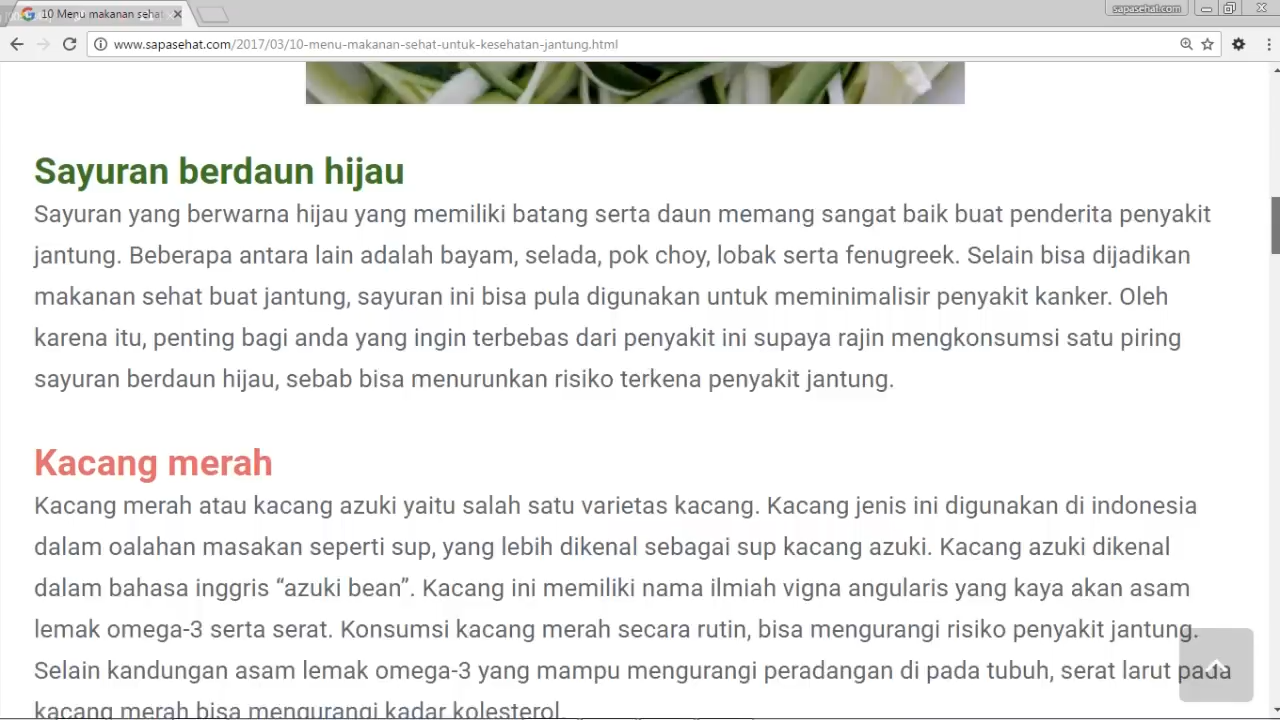 10 Menu makanan sehat
sapasehat.com
www.sapasehat.com/2017/03/10-menu-makanan-sehat-untuk-kesehatan-jantung.html
Sayuran berdaun hijau
Sayuran yang berwarna hijau yang memiliki batang serta daun memang sangat baik buat penderita penyakit
jantung. Beberapa antara lain adalah bayam, selada, pok choy, lobak serta fenugreek. Selain bisa dijadikan
makanan sehat buat jantung, sayuran ini bisa pula digunakan untuk meminimalisir penyakit kanker. Oleh
karena itu, penting bagi anda yang ingin terbebas dari penyakit ini supaya rajin mengkonsumsi satu piring
sayuran berdaun hijau, sebab bisa menurunkan risiko terkena penyakit jantung.
Kacang merah
Kacang merah atau kacang azuki yaitu salah satu varietas kacang. Kacang jenis ini digunakan di indonesia
dalam oalahan masakan seperti sup, yang lebih dikenal sebagai sup kacang azuki. Kacang azuki dikenal
dalam bahasa inggris “azuki bean”. Kacang ini memiliki nama ilmiah vigna angularis yang kaya akan asam
lemak omega-3 serta serat. Konsumsi kacang merah secara rutin, bisa mengurangi risiko penyakit jantung.
Selain kandungan asam lemak omega-3 yang mampu mengurangi peradangan di pada tubuh, serat larut pada
kacang merah bisa mengurangi kadar kolesterol.